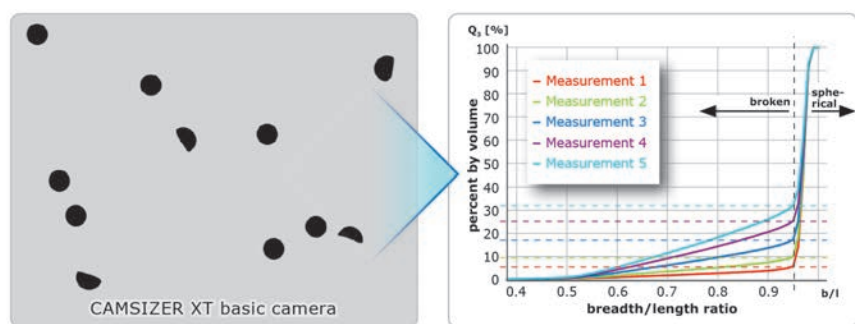 CAMSIZER XT basic camera
Q₃ [%]
100
90
80
70
60
50
40
30
20
10
0
percent by volume
Measurement 1
Measurement 2
Measurement 3
Measurement 4
Measurement 5
broken
sphe-
rical
0.4 0.5 0.6 0.7 0.8 0.9 b/l
breadth/length ratio